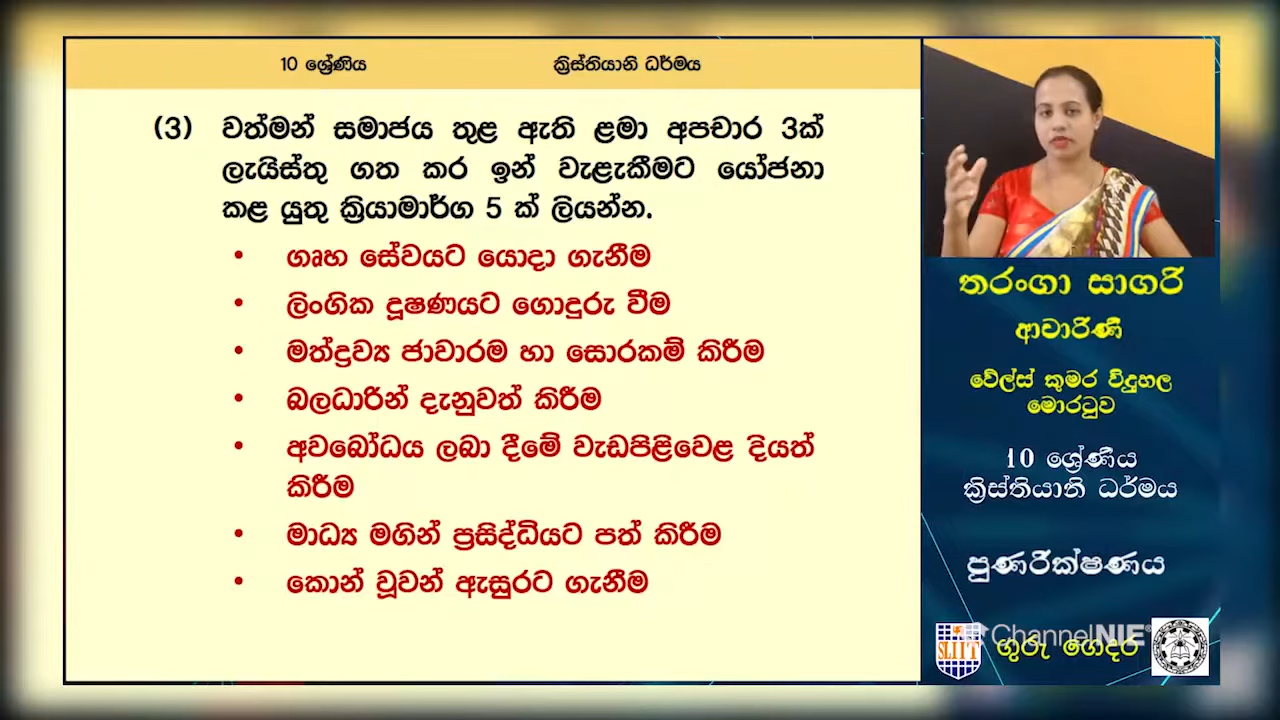 10 ශ්‍රේණිය
ක්‍රිස්තියානි ධර්මය
(3) වත්මන් සමාජය තුළ ඇති ළමා අපචාර 3ක්
ලැයිස්තු ගත කර ඉන් වැළැකීමට යෝජනා
කළ යුතු ක්‍රියාමාර්ග 5 ක් ලියන්න.
• ගෘහ සේවයට යොදා ගැනීම
• ලිංගික දූෂණයට ගොදුරු වීම
• මත්ද්‍රව්‍ය ජාවාරම හා සොරකම් කිරීම
• බලධාරින් දැනුවත් කිරීම
• අවබෝධය ලබා දීමේ වැඩපිළිවෙළ දියත්
කිරීම
• මාධ්‍ය මගින් ප්‍රසිද්ධියට පත් කිරීම
• කොන් වූවන් ඇසුරට ගැනීම
තරංගා සාගරි
ආචාරිණී
වේල්ස් කුමර විදුහල
මොරටුව
10 ශ්‍රේණිය
ක්‍රිස්තියානි ධර්මය
පුණරීක්ෂණය
ChannelNIE
SLIIT
ගුරු ගෙදර